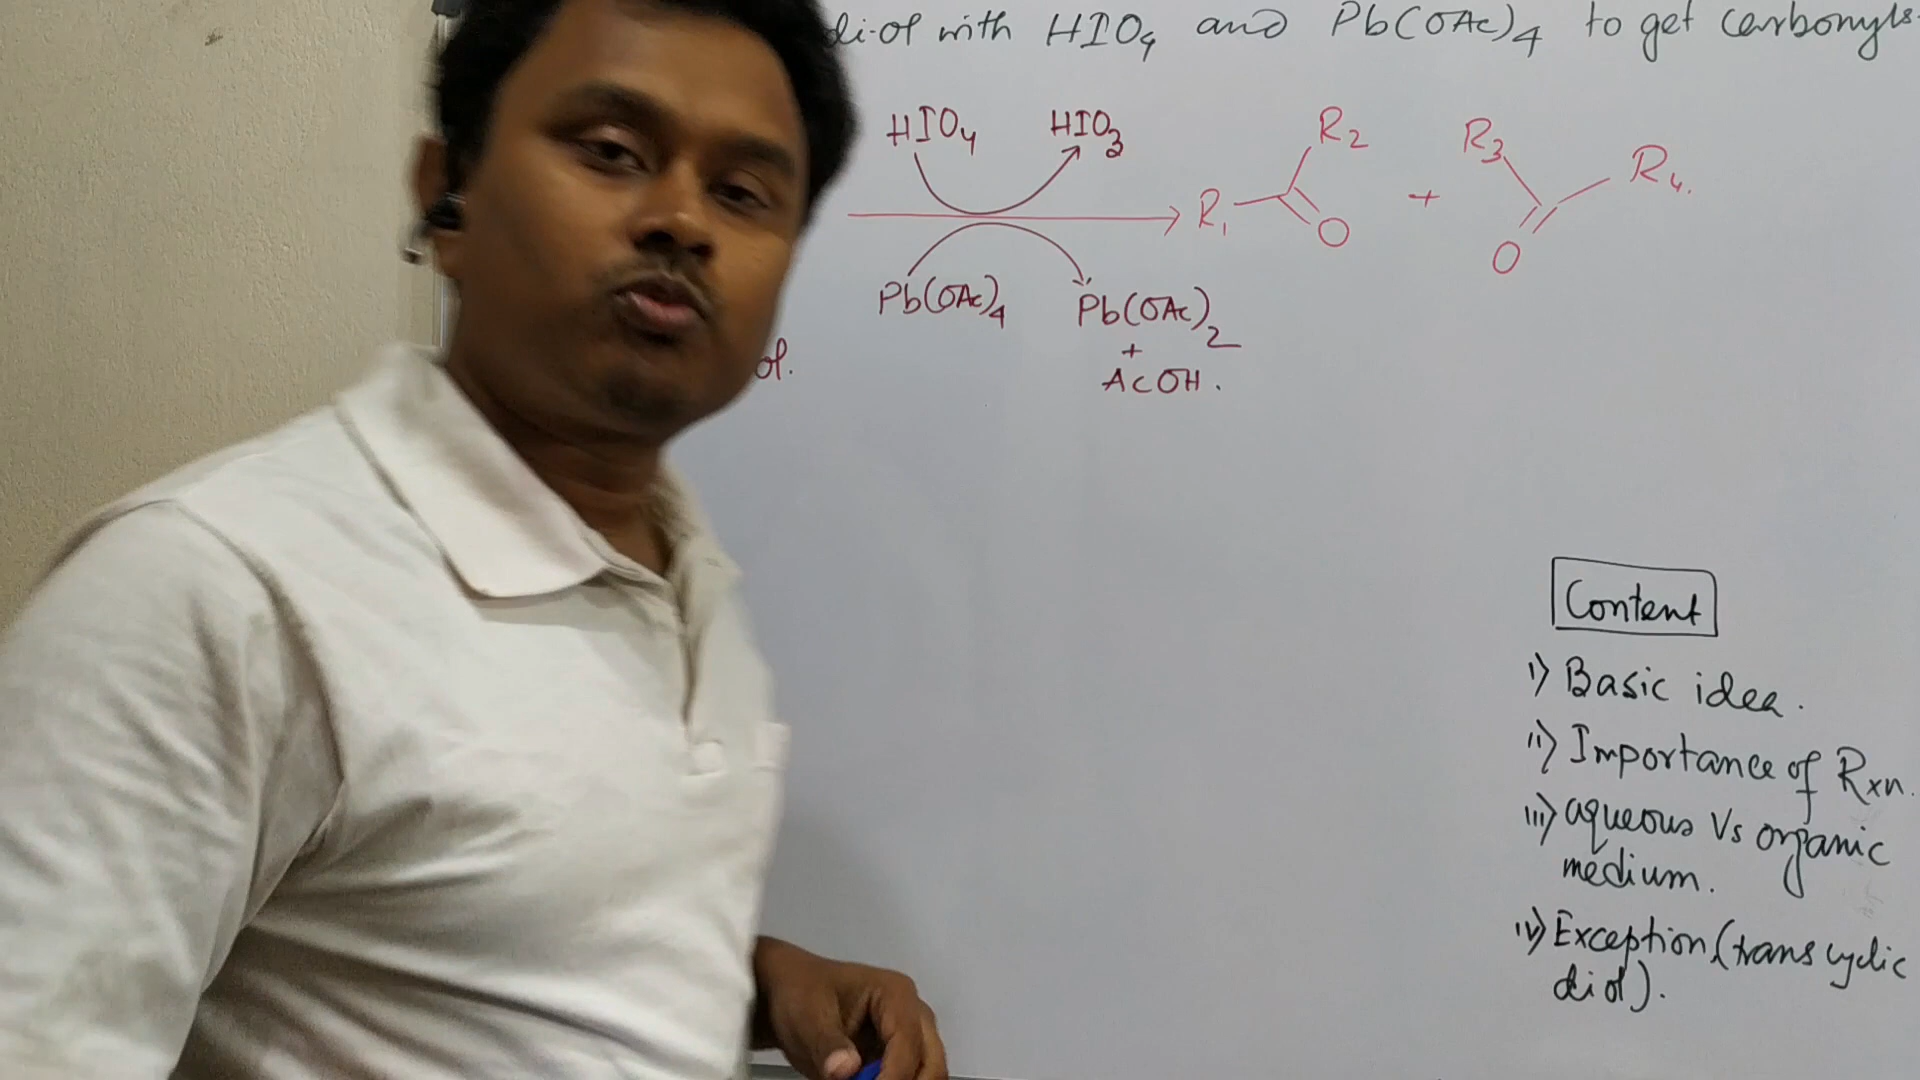 di-ol with HIO4 and Pb(OAc)4 to get carbonyls.
HIO4 HIO3
R2 R3 R4.
R1 O + O
Pb(OAc)4 Pb(OAc)2
+
ol. AcOH.
Content
i) Basic idea.
ii) Importance of Rxn.
iii) aqueous Vs organic
medium.
iv) Exception (trans cyclic
diol).